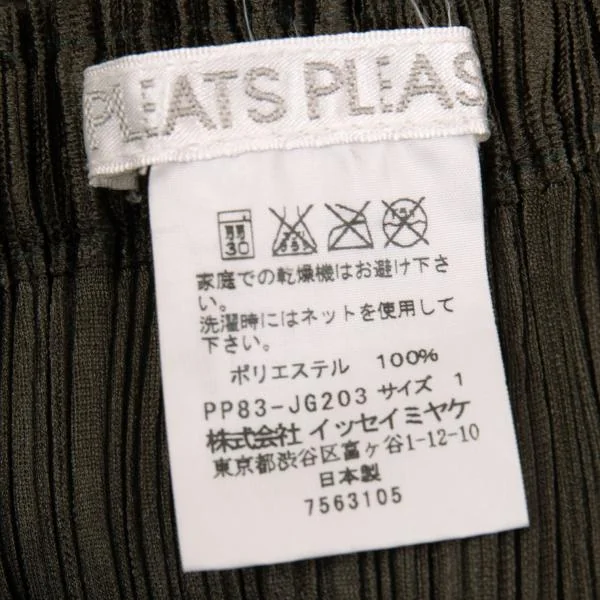 PLEATS PLEAS
30
家庭での乾燥機はお避け下さ
い。
洗濯時にはネットを使用して
下さい。
ポリエステル 100%
PP83-JG203 サイズ 1
株式会社 イッセイミヤケ
東京都渋谷区富ヶ谷1-12-10
日本製
7563105